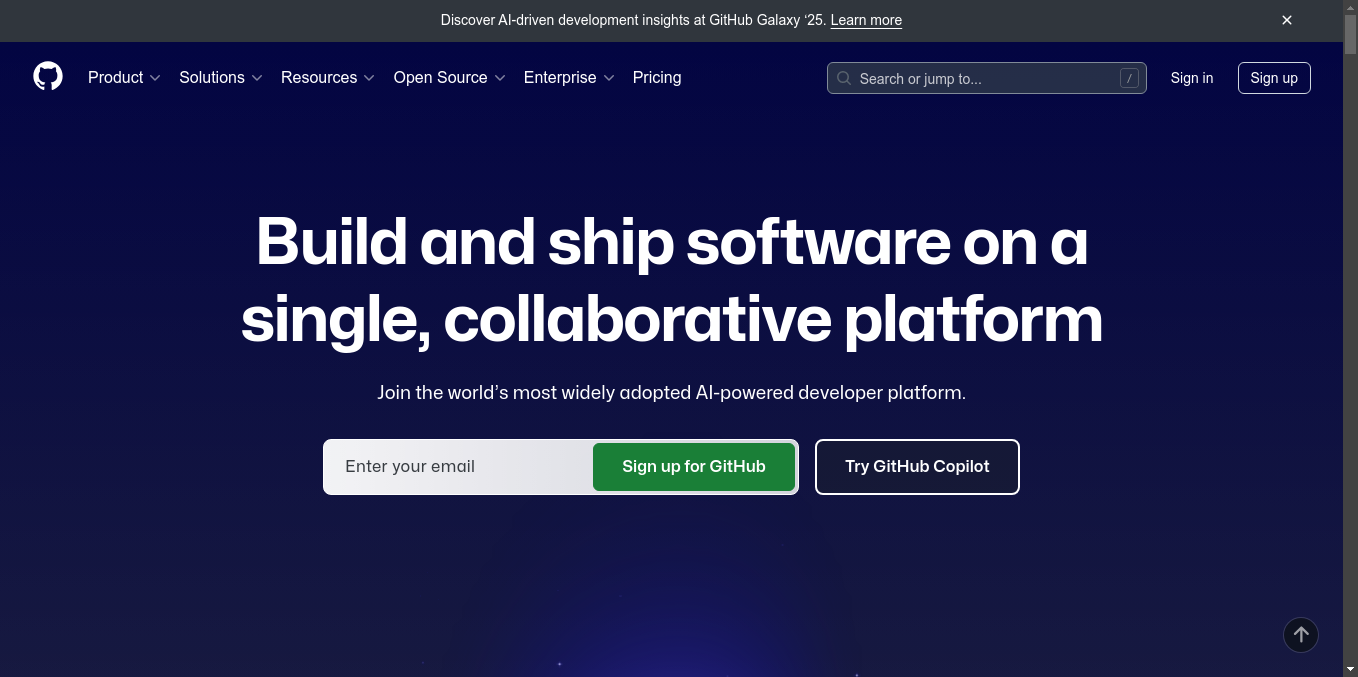 Discover AI-driven development insights at GitHub Galaxy ‘25. Learn more
Product
Solutions
Resources
Open Source
Enterprise
Pricing
Search or jump to...
/
Sign in
Sign up
Build and ship software on a
single, collaborative platform
Join the world’s most widely adopted AI-powered developer platform.
Enter your email
Sign up for GitHub
Try GitHub Copilot